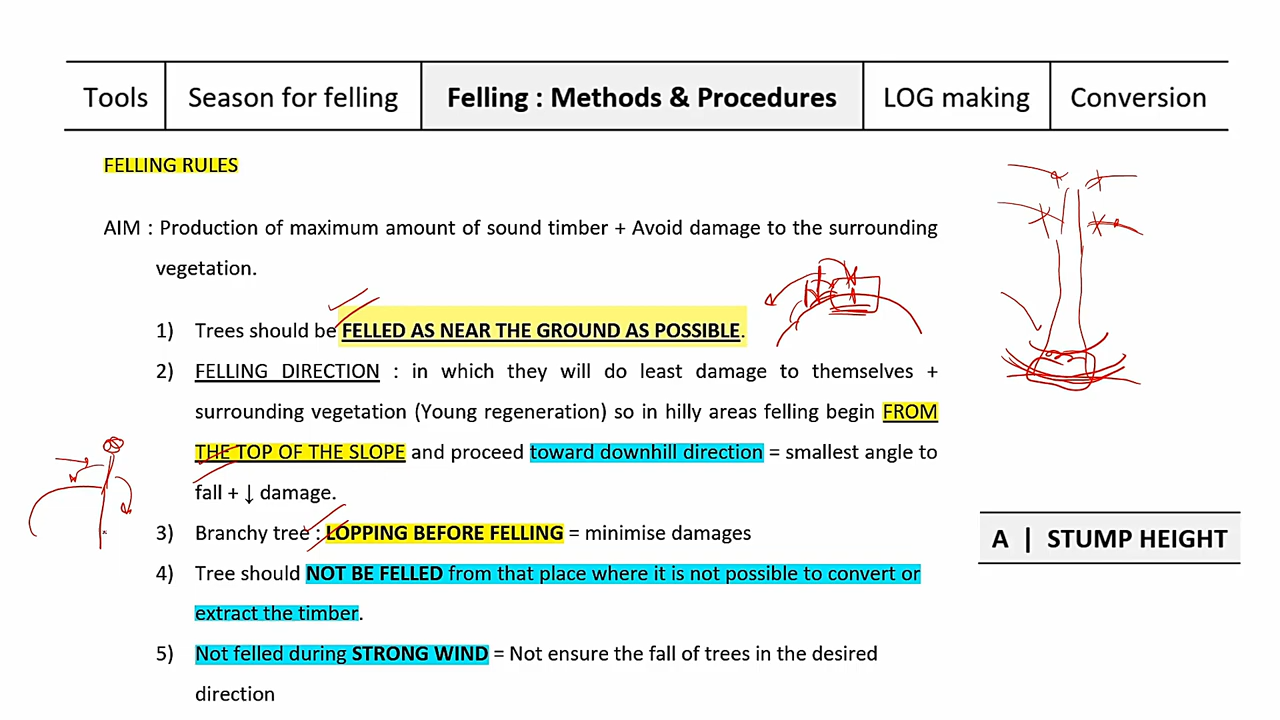 Tools Season for felling Felling : Methods & Procedures LOG making Conversion
FELLING RULES
AIM : Production of maximum amount of sound timber + Avoid damage to the surrounding
vegetation.
1) Trees should be FELLED AS NEAR THE GROUND AS POSSIBLE.
2) FELLING DIRECTION : in which they will do least damage to themselves +
surrounding vegetation (Young regeneration) so in hilly areas felling begin FROM
THE TOP OF THE SLOPE and proceed toward downhill direction = smallest angle to
fall + ↓ damage.
3) Branchy tree : LOPPING BEFORE FELLING = minimise damages
A | STUMP HEIGHT
4) Tree should NOT BE FELLED from that place where it is not possible to convert or
extract the timber.
5) Not felled during STRONG WIND = Not ensure the fall of trees in the desired
direction